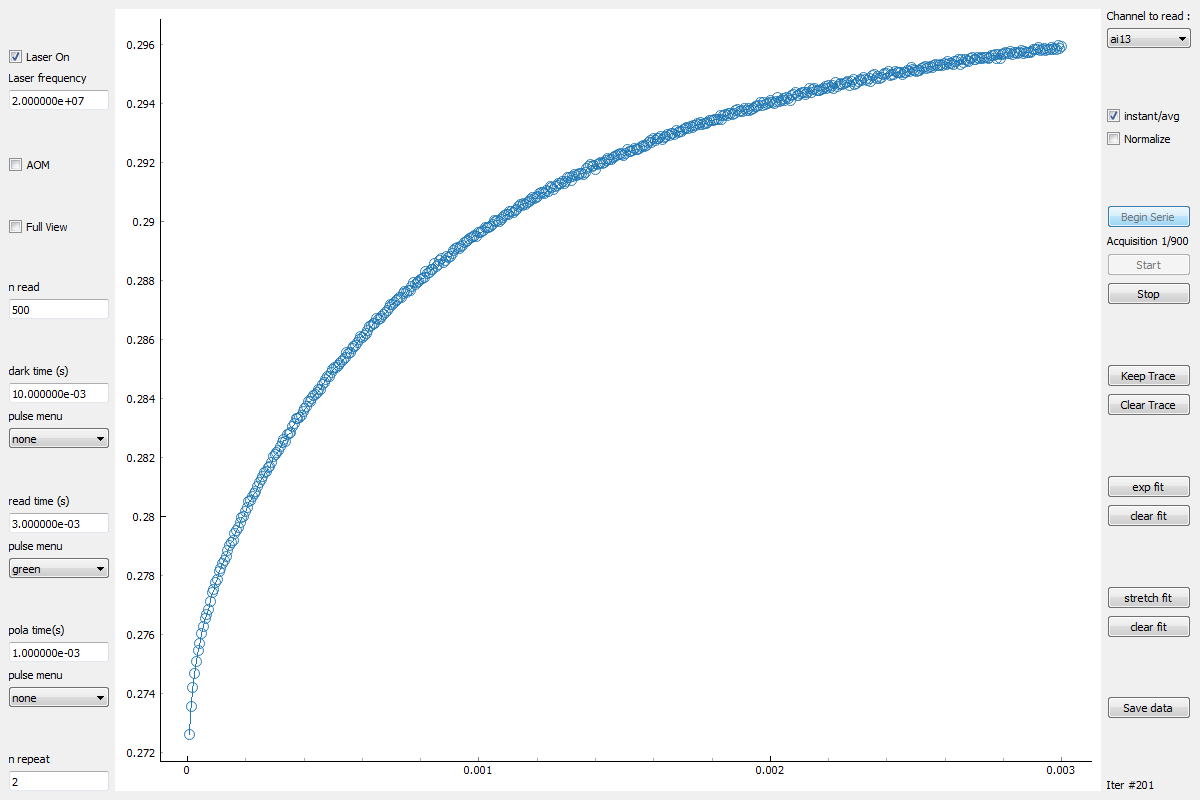 Laser On
Laser frequency
2.000000e+07
AOM
Full View
n read
500
dark time (s)
10.000000e-03
pulse menu
none
read time (s)
3.000000e-03
pulse menu
green
pola time(s)
1.000000e-03
pulse menu
none
n repeat
2
0.296
0.294
0.292
0.29
0.288
0.286
0.284
0.282
0.28
0.278
0.276
0.274
0.272
0 0.001 0.002 0.003
Channel to read :
ai13
instant/avg
Normalize
Begin Serie
Acquisition 1/900
Start
Stop
Keep Trace
Clear Trace
exp fit
clear fit
stretch fit
clear fit
Save data
Iter #201